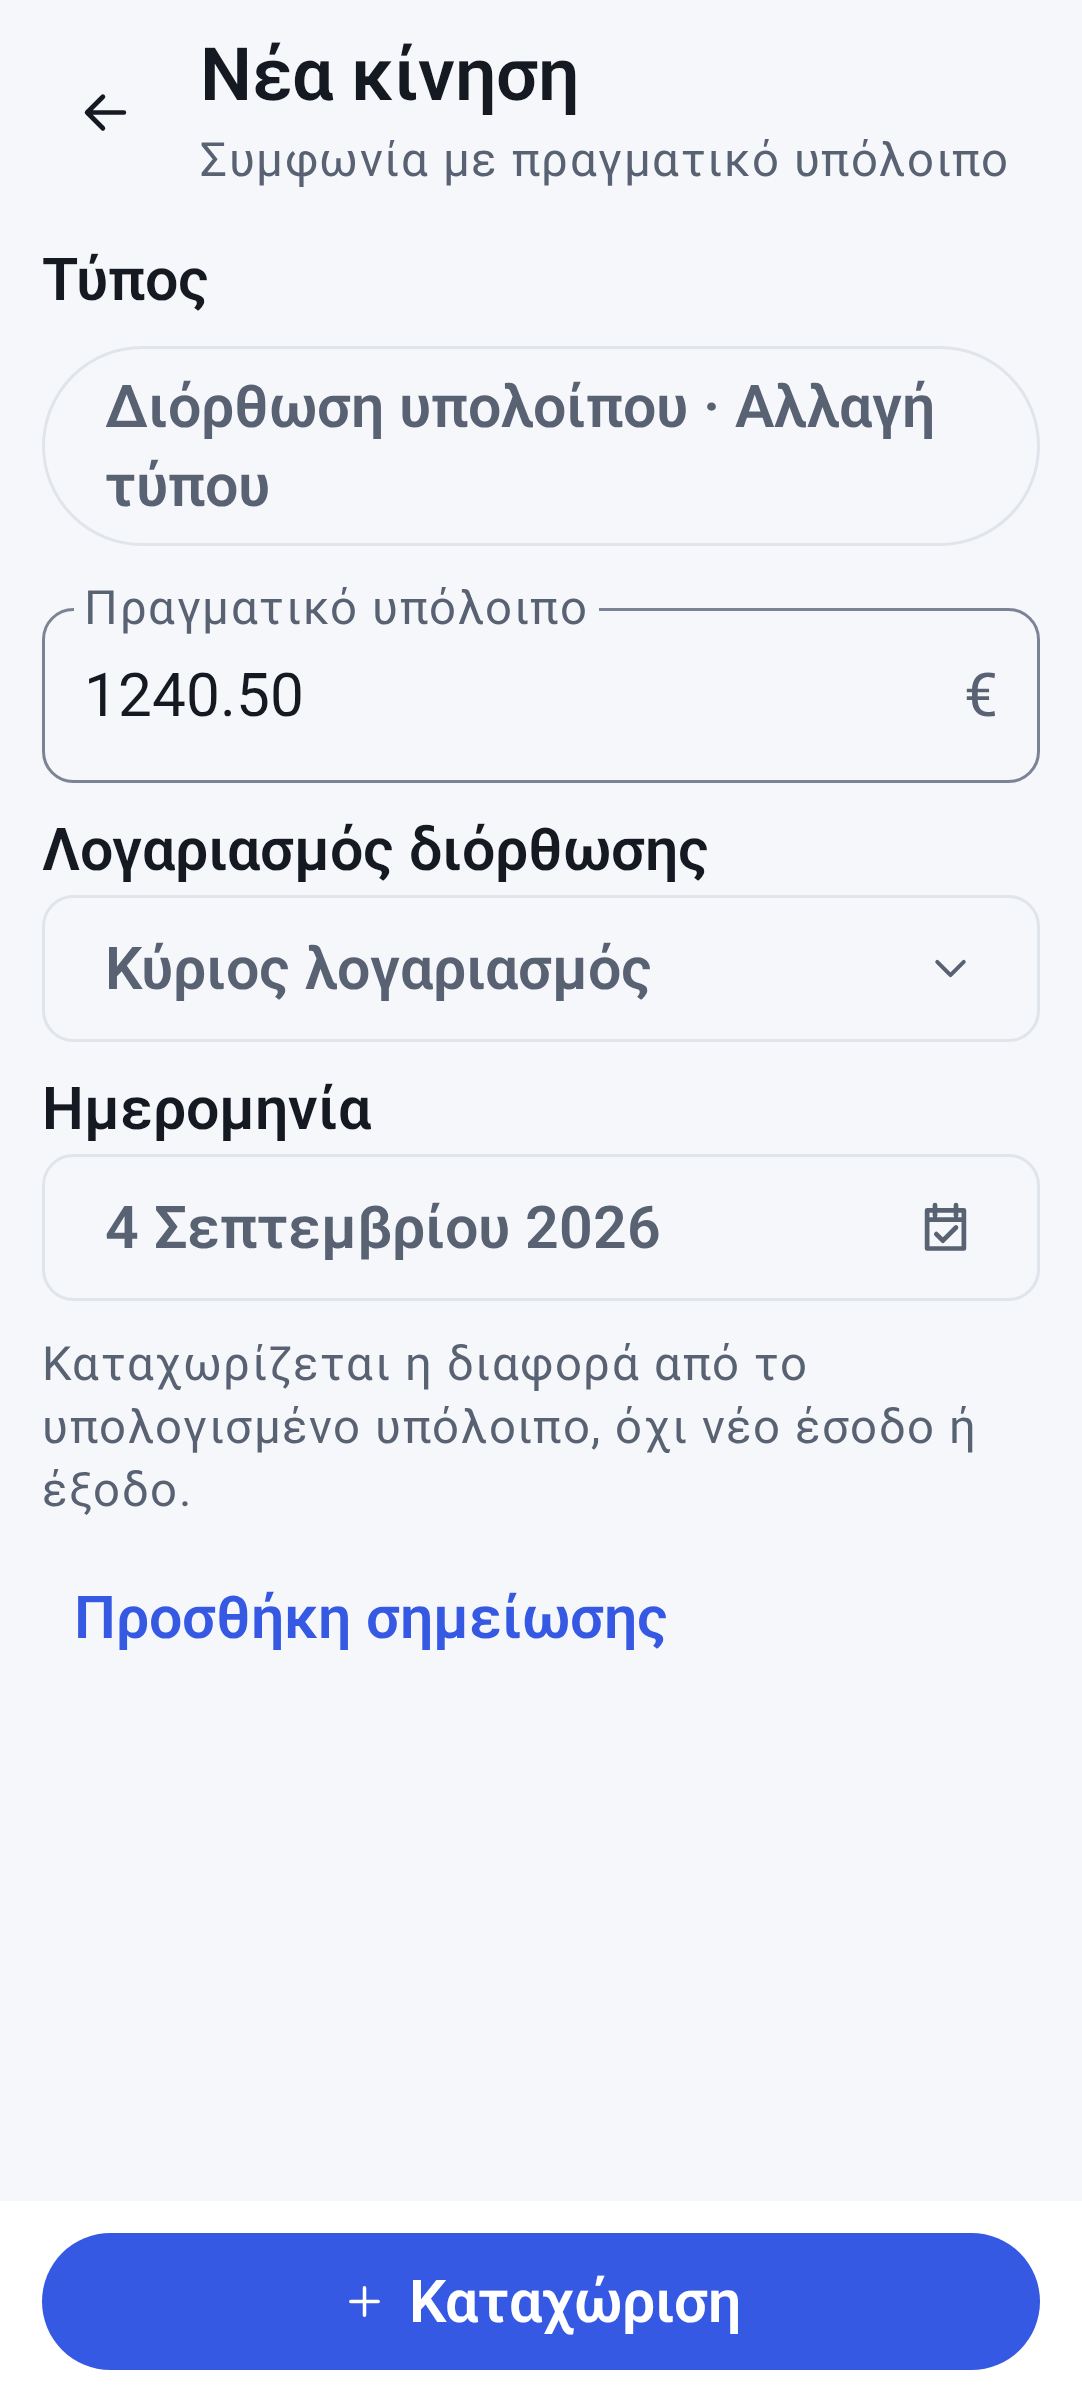 Νέα κίνηση
Συμφωνία με πραγματικό υπόλοιπο
Τύπος
Διόρθωση υπολοίπου · Αλλαγή
τύπου
Πραγματικό υπόλοιπο
1240.50 €
Λογαριασμός διόρθωσης
Κύριος λογαριασμός
Ημερομηνία
4 Σεπτεμβρίου 2026
Καταχωρίζεται η διαφορά από το
υπολογισμένο υπόλοιπο, όχι νέο έσοδο ή
έξοδο.
Προσθήκη σημείωσης
+ Καταχώριση